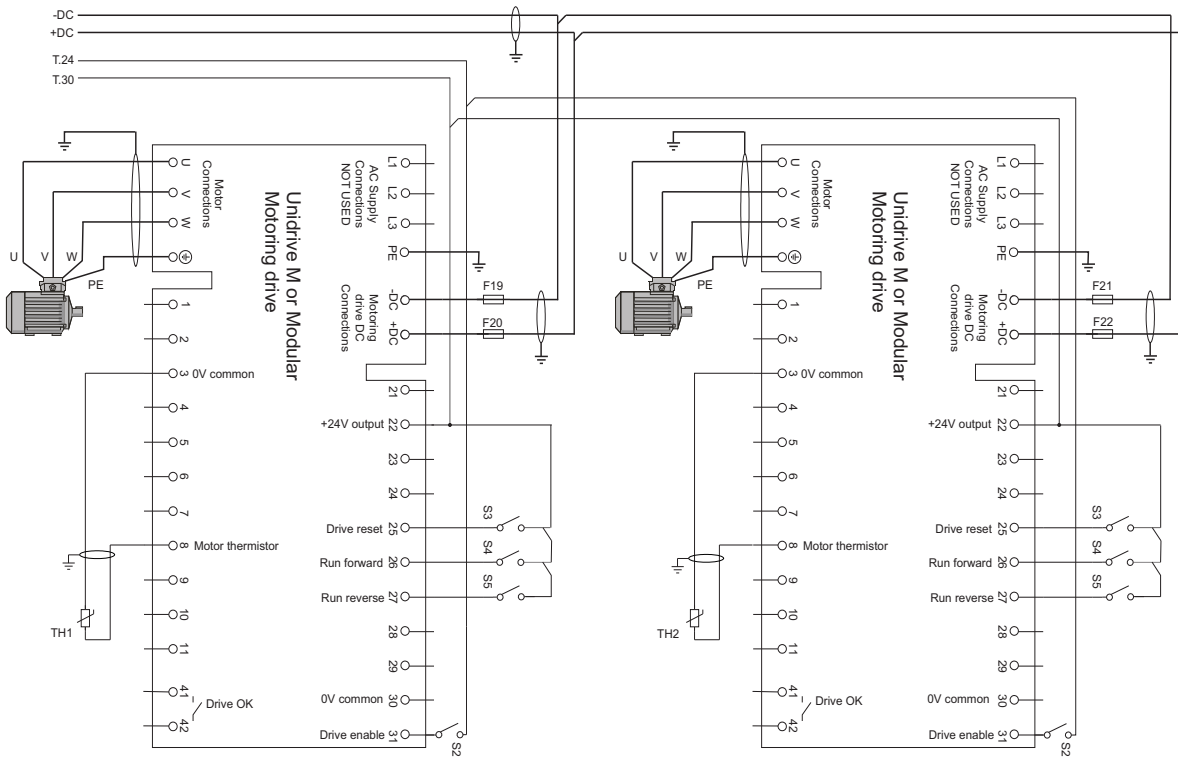 -DC
+DC
T.24
T.30
U
V
W
PE
U
V
W
Motor
Connections
Unidrive M or Modular
Motoring drive
AC Supply
Connections
NOT USED
L1
L2
L3
PE
Motoring
drive DC
Connections
-DC
+DC
F19
F20
1
2
3
0V common
4
5
6
7
8
Motor thermistor
9
10
11
41
42
Drive OK
TH1
21
+24V output
22
23
24
Drive reset
25
S3
Run forward
26
S4
Run reverse
27
S5
28
29
0V common
30
Drive enable
31
S2
U
V
W
PE
U
V
W
Motor
Connections
Unidrive M or Modular
Motoring drive
AC Supply
Connections
NOT USED
L1
L2
L3
PE
Motoring
drive DC
Connections
-DC
+DC
F21
F22
1
2
3
0V common
4
5
6
7
8
Motor thermistor
9
10
11
41
42
Drive OK
TH2
21
+24V output
22
23
24
Drive reset
25
S3
Run forward
26
S4
Run reverse
27
S5
28
29
0V common
30
Drive enable
31
S2